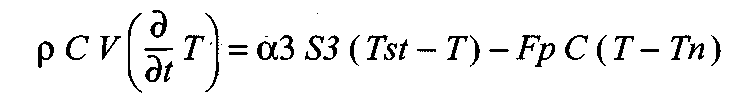 ρ C V (∂/∂t T) = α3 S3 (Tst – T) – Fp C (T – Tn)